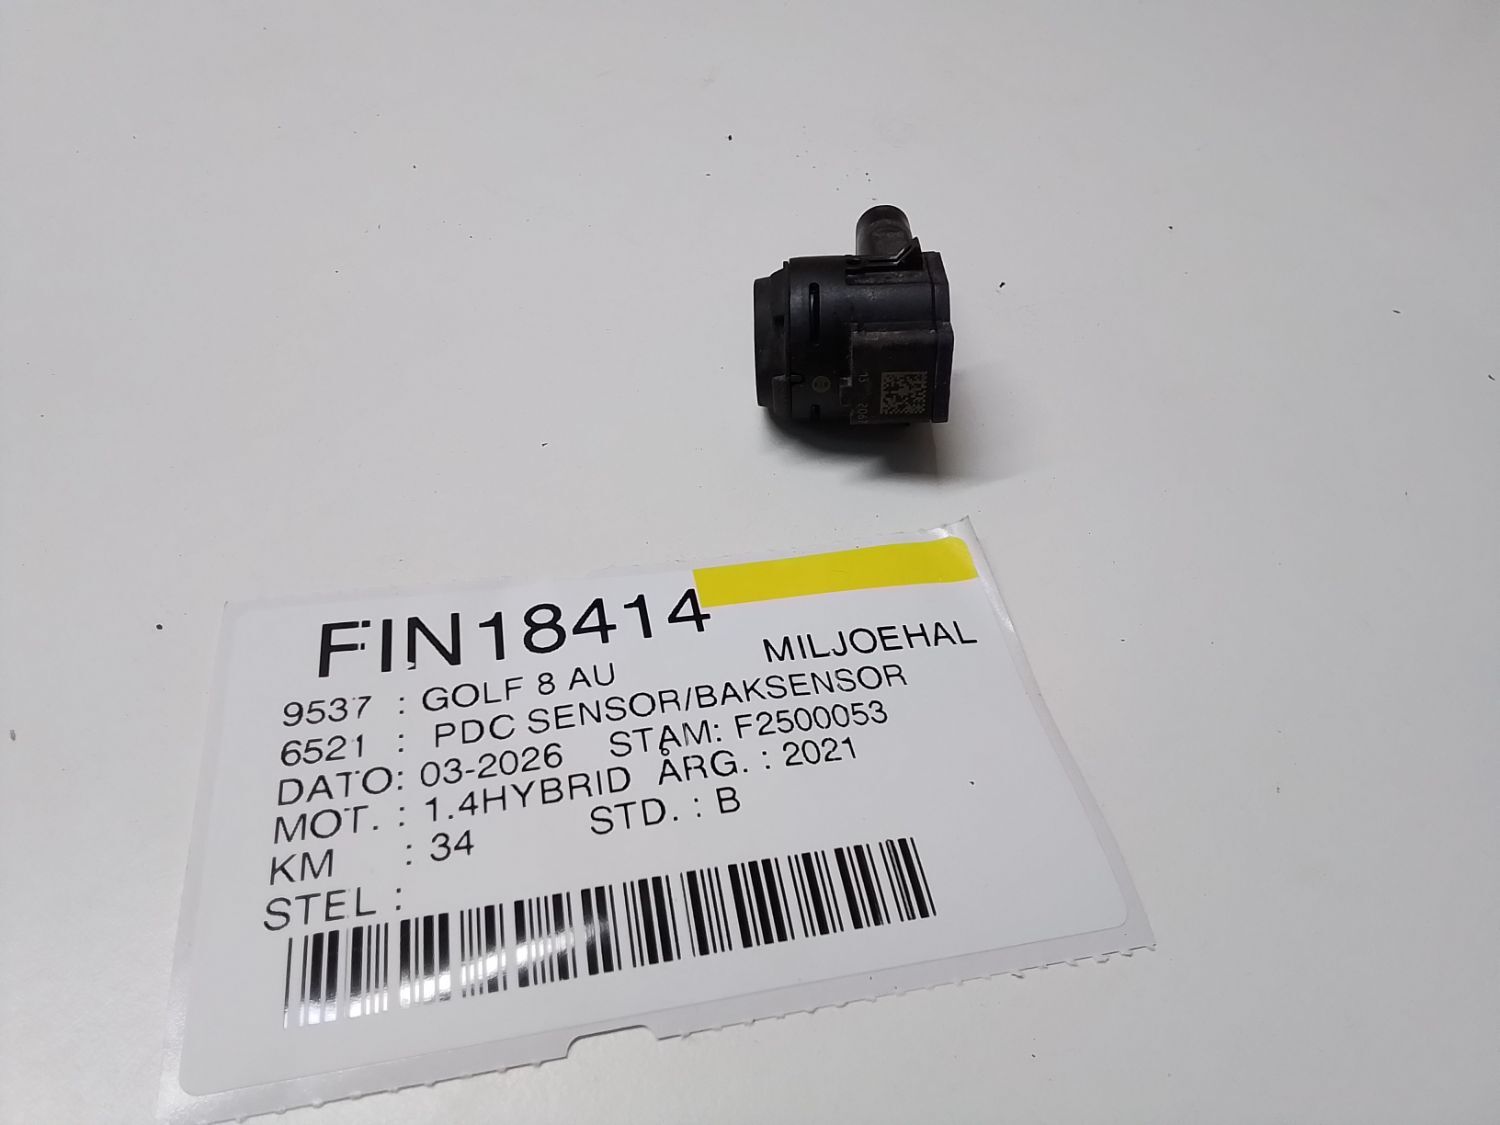 FIN18414
MILJOEHAL
9537 : GOLF 8 AU
6521 : PDC SENSOR/BAKSENSOR
DATO: 03-2026 STAM: F2500053
MOT. : 1.4HYBRID ÅRG. : 2021
KM : 34 STD. : B
STEL :